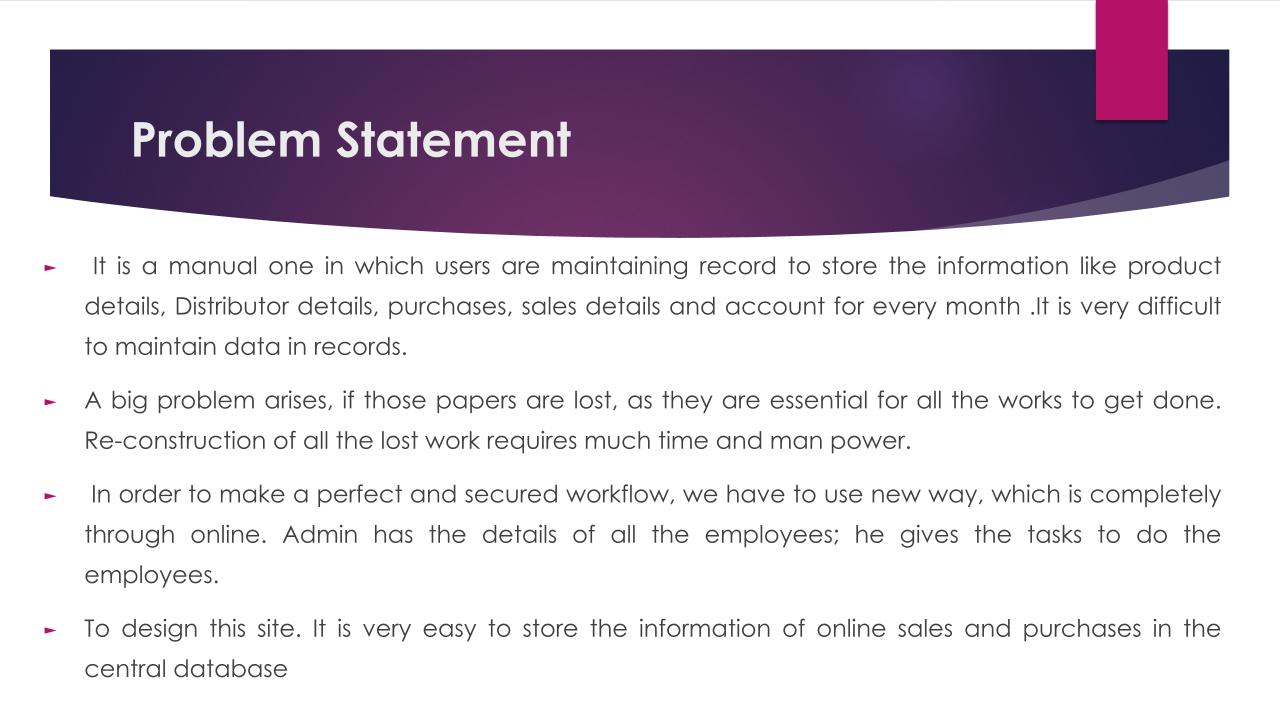 Problem Statement
► It is a manual one in which users are maintaining record to store the information like product
details, Distributor details, purchases, sales details and account for every month .It is very difficult
to maintain data in records.
► A big problem arises, if those papers are lost, as they are essential for all the works to get done.
Re-construction of all the lost work requires much time and man power.
► In order to make a perfect and secured workflow, we have to use new way, which is completely
through online. Admin has the details of all the employees; he gives the tasks to do the
employees.
► To design this site. It is very easy to store the information of online sales and purchases in the
central database